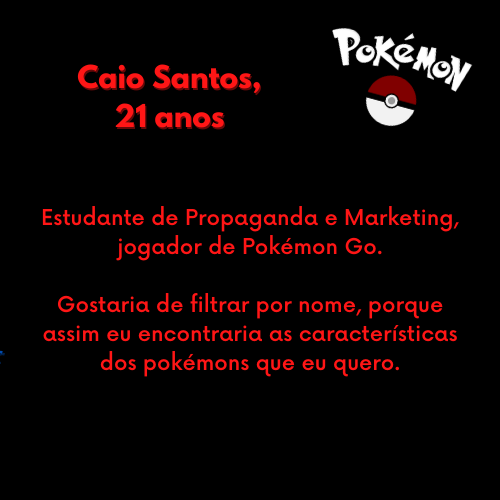 POKéMON
Caio Santos,
21 anos
Estudante de Propaganda e Marketing,
jogador de Pokémon Go.
Gostaria de filtrar por nome, porque
assim eu encontraria as características
dos pokémons que eu quero.